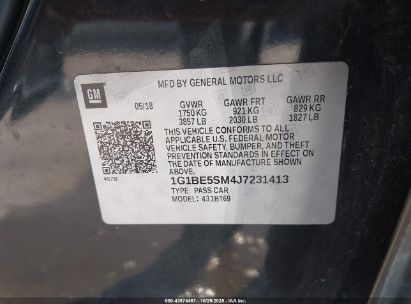 MFD BY GENERAL MOTORS LLC
GM
05/18
GVWR GAWR FRT GAWR RR
1750 KG 921 KG 829 KG
3857 LB 2030 LB 1827 LB
THIS VEHICLE CONFORMS TO ALL
APPLICABLE U.S. FEDERAL MOTOR
VEHICLE SAFETY, BUMPER, AND THEFT
PREVENTION STANDARDS IN EFFECT ON
THE DATE OF MANUFACTURE SHOWN
ABOVE.
1G1BE5SM4J7231413
TYPE: PASS CAR
MODEL: 431BT69